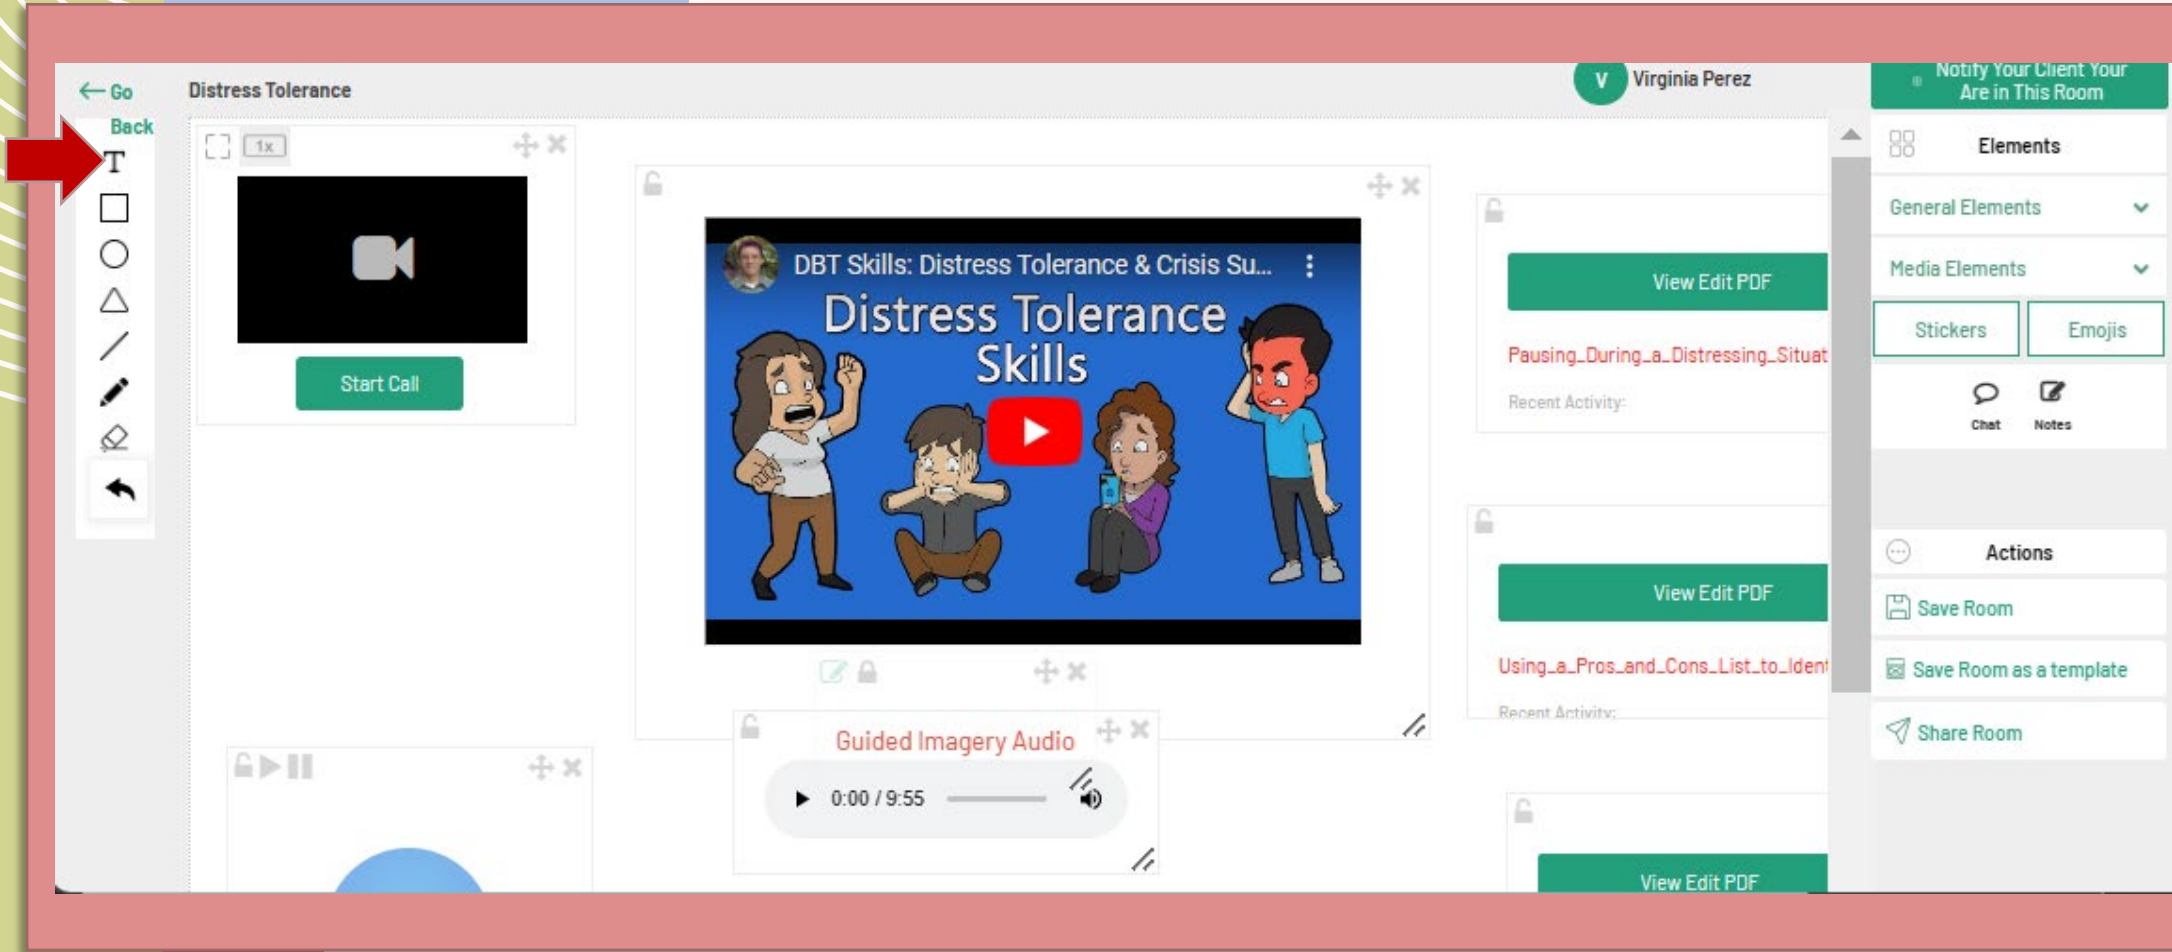 Go
Back
Distress Tolerance
V
Virginia Perez
Notify Your Client Your
Are in This Room
T
1x
Start Call
DBT Skills: Distress Tolerance & Crisis Su...
Distress Tolerance
Skills
Guided Imagery Audio
0:00 / 9:55
View Edit PDF
Pausing_During_a_Distressing_Situat
Recent Activity:
View Edit PDF
Using_a_Pros_and_Cons_List_to_Iden
Recent Activity:
View Edit PDF
Elements
General Elements
Media Elements
Stickers
Emojis
Chat
Notes
Actions
Save Room
Save Room as a template
Share Room